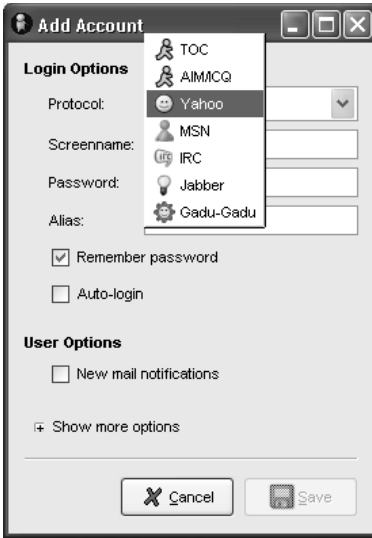 Add Account
Login Options
Protocol:
TOC
AIM/ICQ
Yahoo
MSN
IRC
Jabber
Gadu-Gadu
Screenname:
Password:
Alias:
Remember password
Auto-login
User Options
New mail notifications
Show more options
Cancel
Save